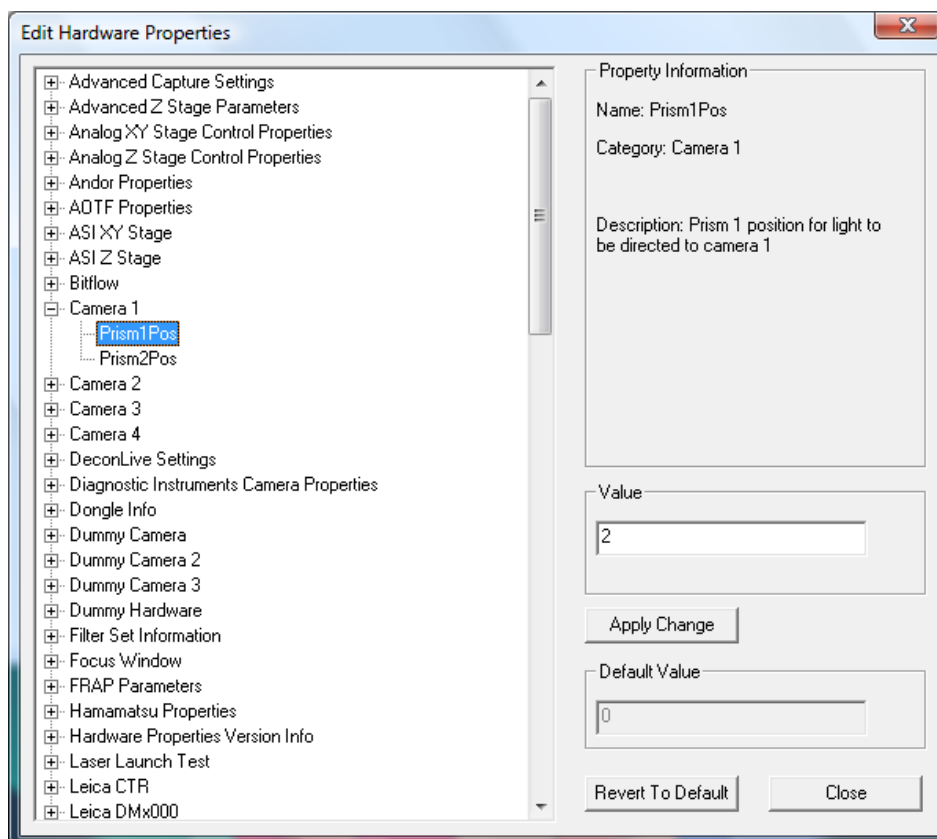 Edit Hardware Properties
Advanced Capture Settings
Advanced Z Stage Parameters
Analog XY Stage Control Properties
Analog Z Stage Control Properties
Andor Properties
AOTF Properties
ASI XY Stage
ASI Z Stage
Bitflow
Camera 1
Prism1Pos
Prism2Pos
Camera 2
Camera 3
Camera 4
DeconLive Settings
Diagnostic Instruments Camera Properties
Dongle Info
Dummy Camera
Dummy Camera 2
Dummy Camera 3
Dummy Hardware
Filter Set Information
Focus Window
FRAP Parameters
Hamamatsu Properties
Hardware Properties Version Info
Laser Launch Test
Leica CTR
Leica DMx000
Property Information
Name: Prism1Pos
Category: Camera 1
Description: Prism 1 position for light to
be directed to camera 1
Value
2
Apply Change
Default Value
0
Revert To Default
Close